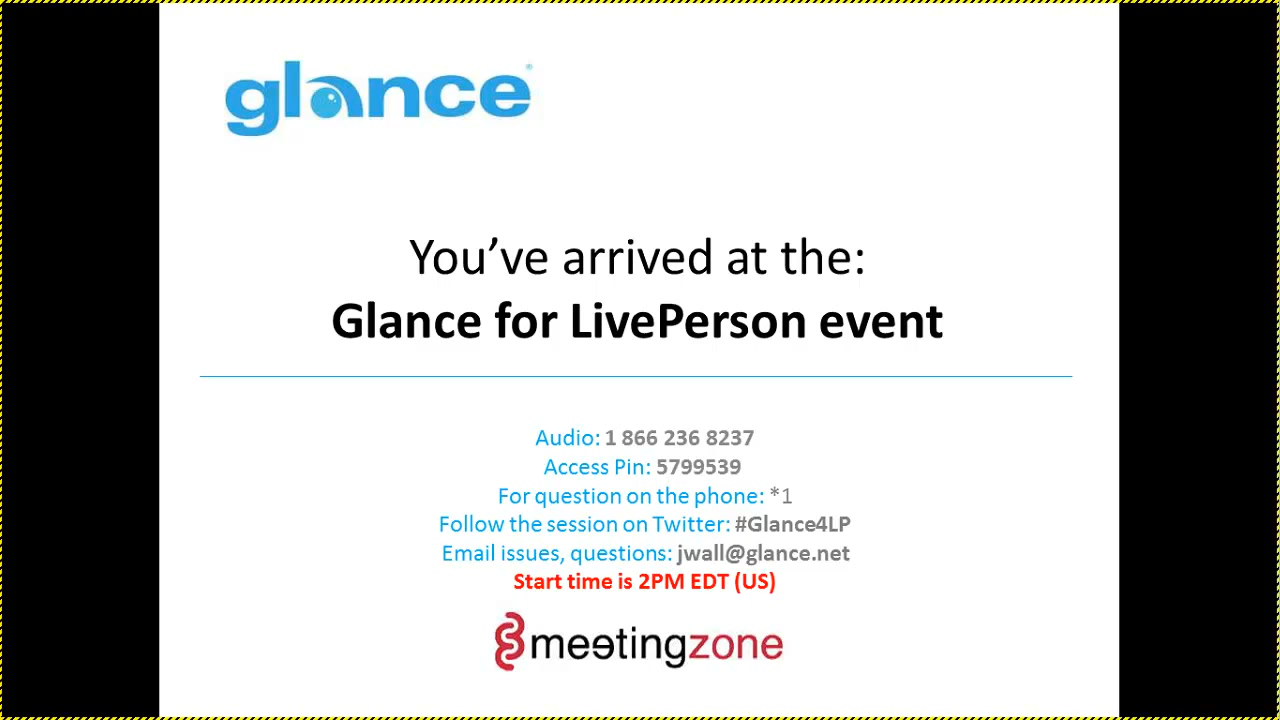 glance®
You've arrived at the:
Glance for LivePerson event
Audio: 1 866 236 8237
Access Pin: 5799539
For question on the phone: *1
Follow the session on Twitter: #Glance4LP
Email issues, questions: jwall@glance.net
Start time is 2PM EDT (US)
meetingzone